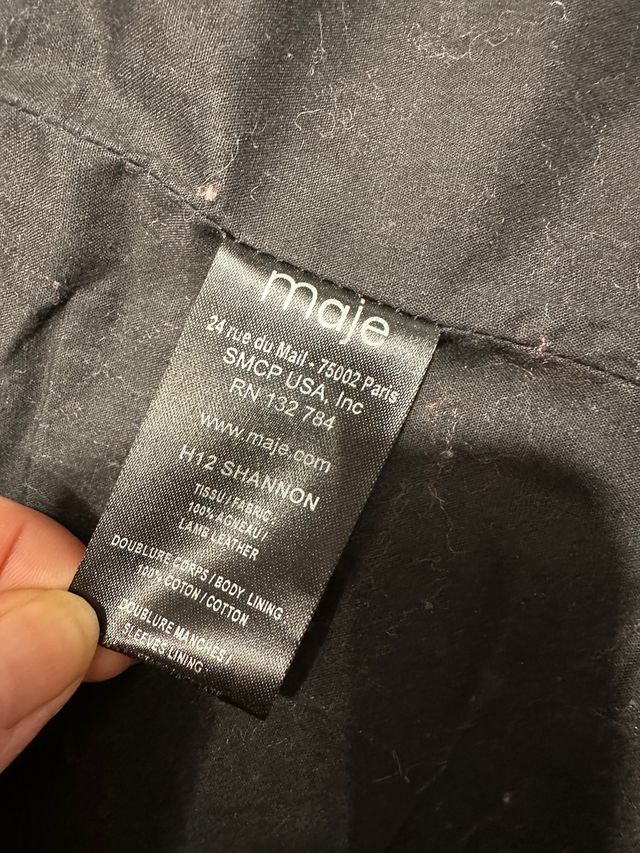 maje
24 rue du Mail - 75002 Paris
SMCP USA, Inc
RN 132 784
www.maje.com
H12 SHANNON
TISSU / FABRIC:
100% AGNEAU /
LAMB LEATHER
DOUBLURE CORPS / BODY LINING:
100% COTON / COTTON
DOUBLURE MANCHES /
SLEEVES LINING: